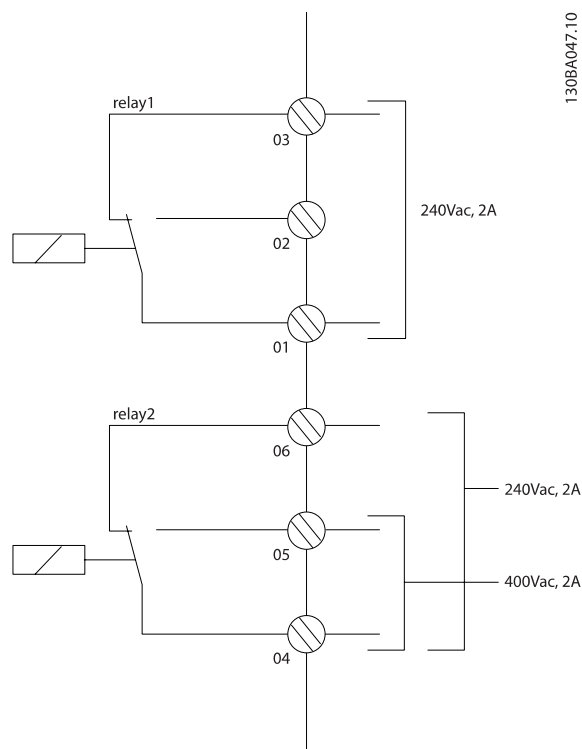 130BA047.10
relay1
03
02
240Vac, 2A
01
relay2
06
240Vac, 2A
05
400Vac, 2A
04